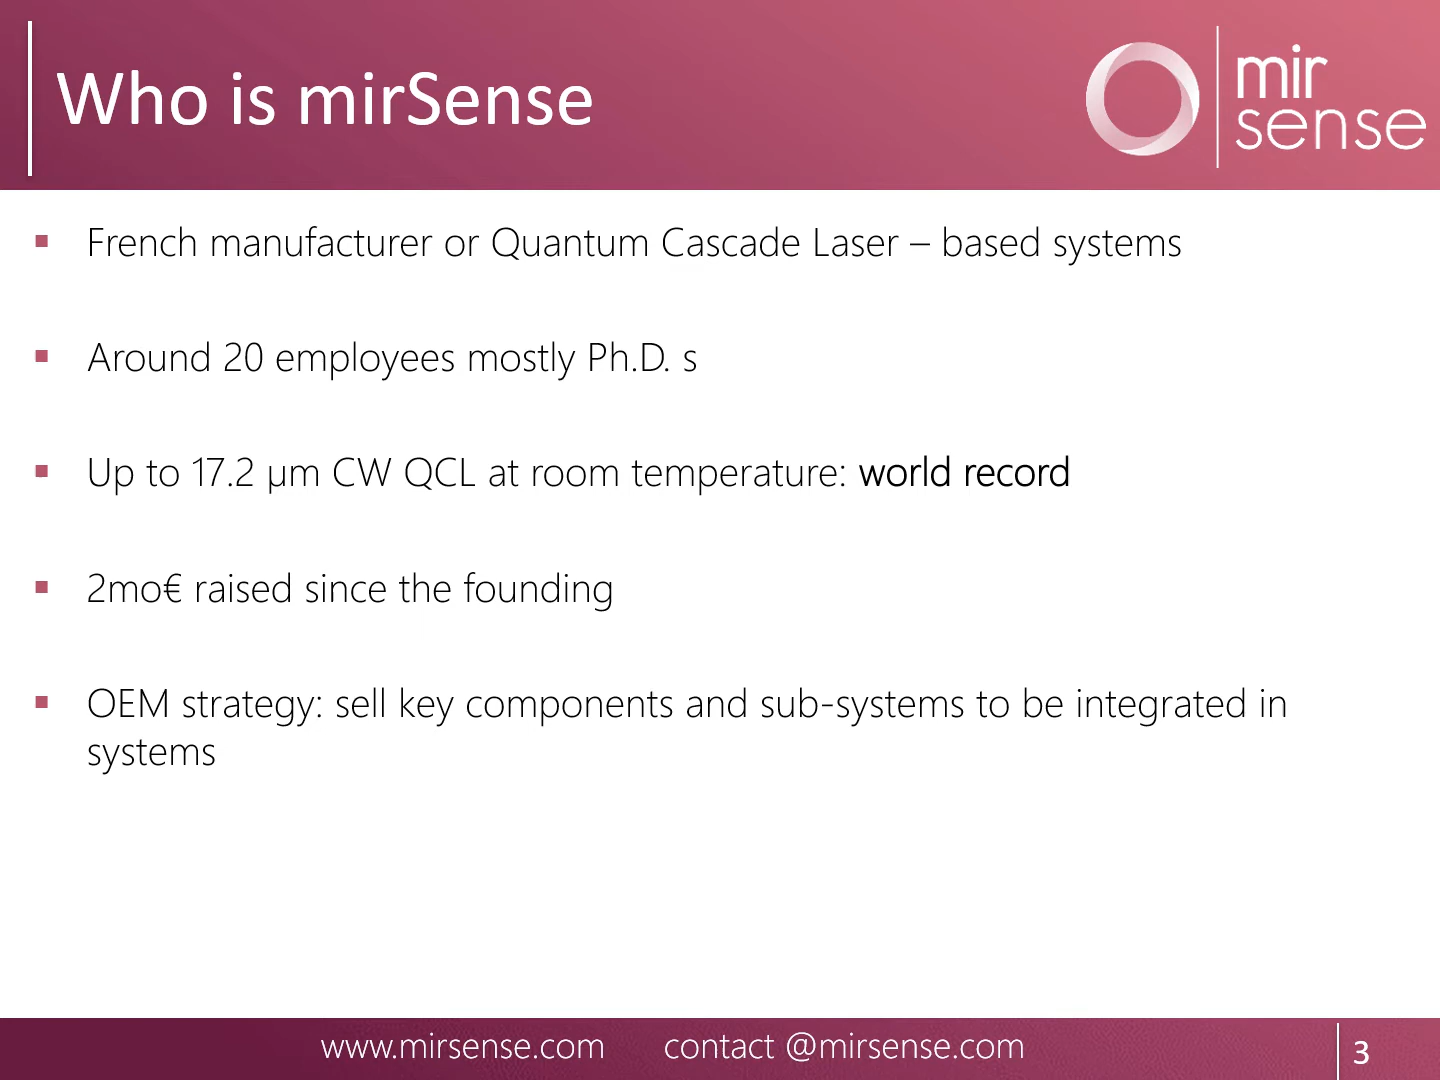 Who is mirSense
mir
sense
▪ French manufacturer or Quantum Cascade Laser – based systems
▪ Around 20 employees mostly Ph.D. s
▪ Up to 17.2 µm CW QCL at room temperature: world record
▪ 2mo€ raised since the founding
▪ OEM strategy: sell key components and sub-systems to be integrated in
systems
www.mirsense.com contact @mirsense.com
3